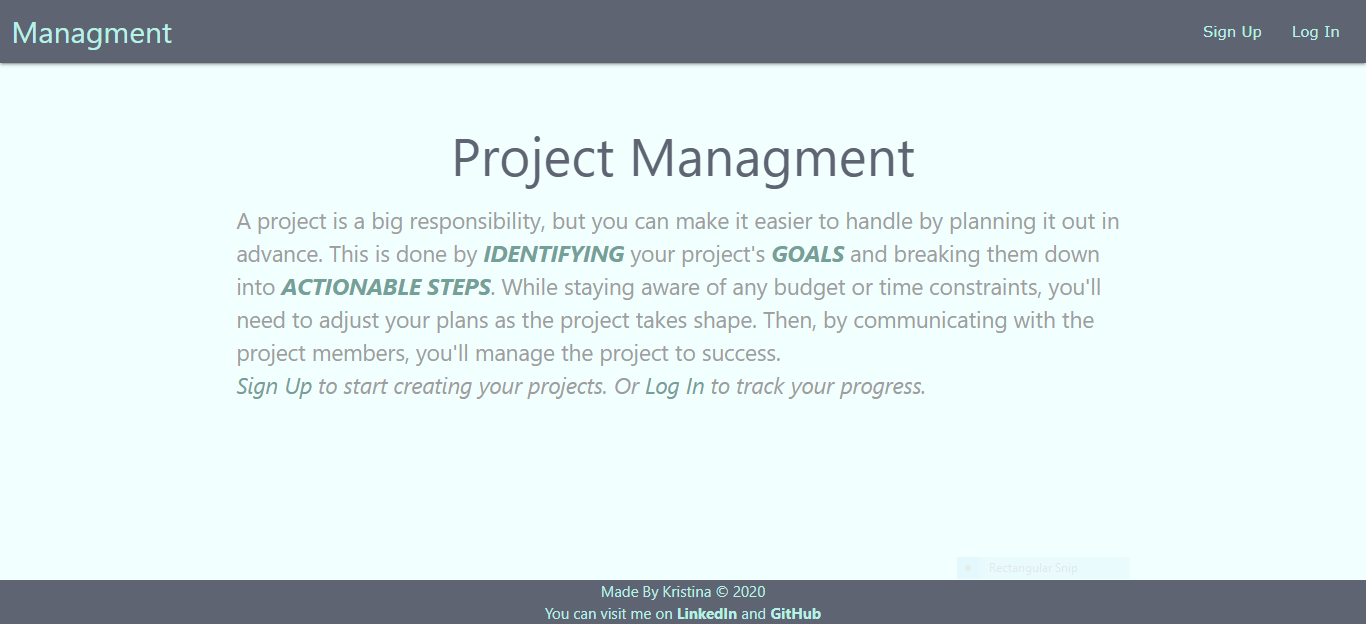 Managment
Sign Up
Log In
Project Managment
A project is a big responsibility, but you can make it easier to handle by planning it out in
advance. This is done by IDENTIFYING your project's GOALS and breaking them down
into ACTIONABLE STEPS. While staying aware of any budget or time constraints, you'll
need to adjust your plans as the project takes shape. Then, by communicating with the
project members, you'll manage the project to success.
Sign Up to start creating your projects. Or Log In to track your progress.
Rectangular Snip
Made By Kristina © 2020
You can visit me on LinkedIn and GitHub